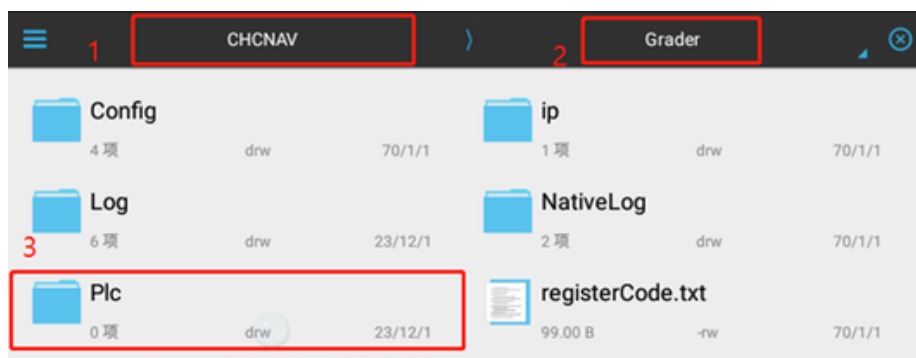 1 CHCNAV 2 Grader
Config ip
4 项 drw 70/1/1 1 项 drw 70/1/1
Log NativeLog
3 6 项 drw 23/12/1 2 项 drw 70/1/1
Plc registerCode.txt
0 项 drw 23/12/1 99.00 B -rw 70/1/1